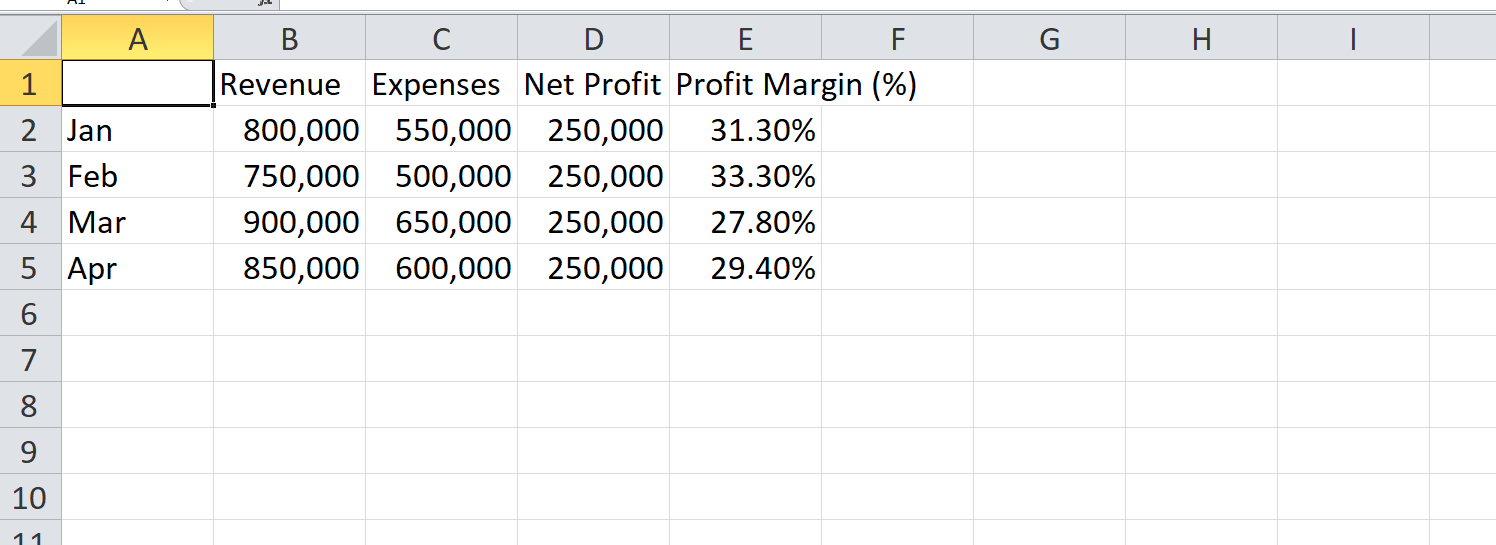 A B C D E F G H I
1 Revenue Expenses Net Profit Profit Margin (%)
2 Jan 800,000 550,000 250,000 31.30%
3 Feb 750,000 500,000 250,000 33.30%
4 Mar 900,000 650,000 250,000 27.80%
5 Apr 850,000 600,000 250,000 29.40%
6
7
8
9
10
11